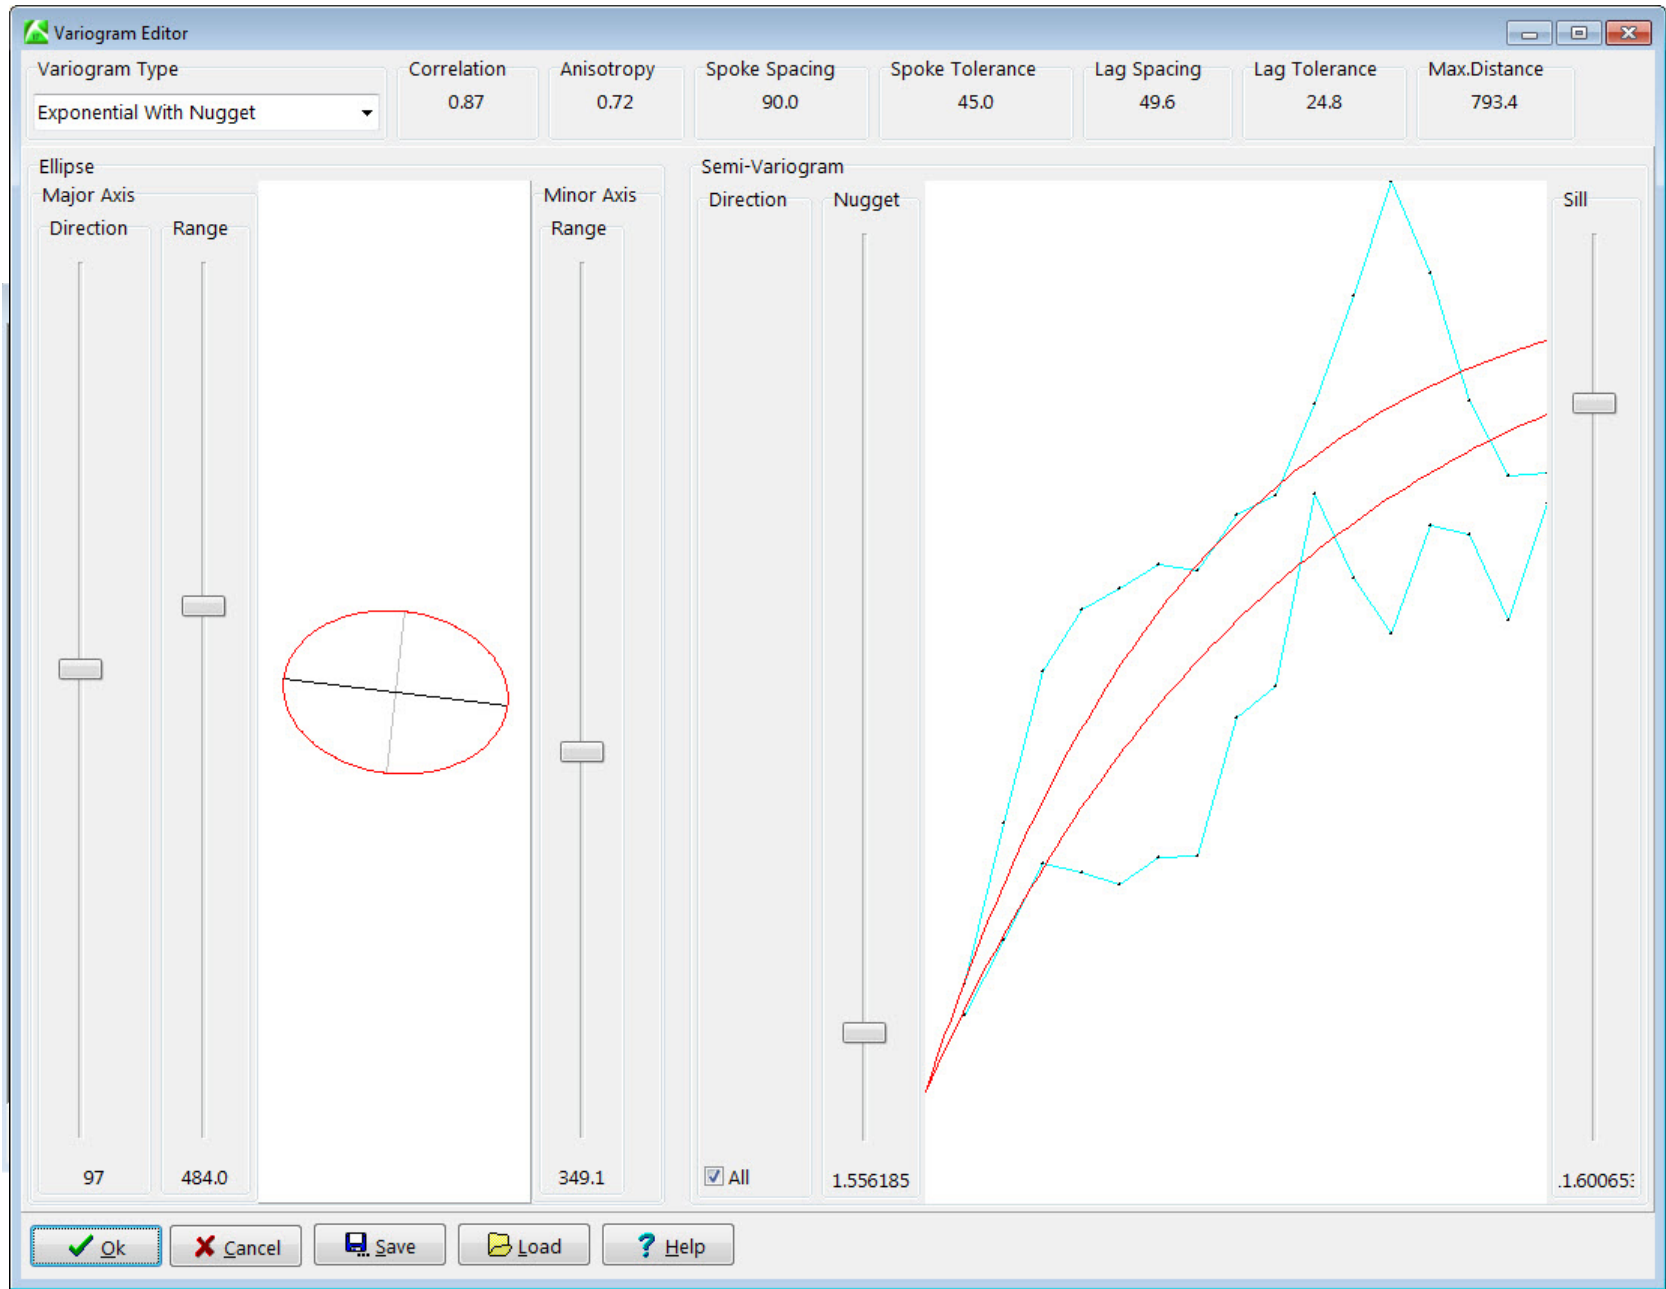 Variogram Editor
Variogram Type
Correlation
Anisotropy
Spoke Spacing
Spoke Tolerance
Lag Spacing
Lag Tolerance
Max.Distance
Exponential With Nugget
0.87
0.72
90.0
45.0
49.6
24.8
793.4
Ellipse
Major Axis
Direction
Range
Minor Axis
Range
97
484.0
349.1
Semi-Variogram
Direction
Nugget
Sill
All
1.556185
.1.60065
Ok
Cancel
Save
Load
Help